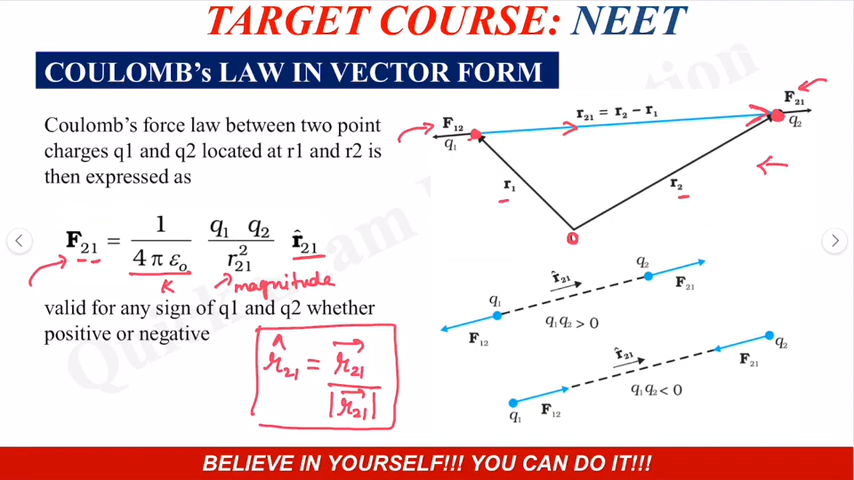 TARGET COURSE: NEET
COULOMB's LAW IN VECTOR FORM
Coulomb's force law between two point
charges q1 and q2 located at r1 and r2 is
then expressed as
F₂₁ = 1 / 4 π ε₀ q₁ q₂ / r₂₁² r̂₂₁
K
magnitude
valid for any sign of q1 and q2 whether
positive or negative
r̂₂₁ = r⃗₂₁ / |r⃗₂₁|
F₁₂
q₁
r₂₁ = r₂ − r₁
F₂₁
q₂
r₁
r₂
O
q₁
r̂₂₁
q₂
F₁₂
q₁q₂ > 0
F₂₁
q₁
F₁₂
r̂₂₁
q₁q₂ < 0
F₂₁
q₂
BELIEVE IN YOURSELF!!! YOU CAN DO IT!!!